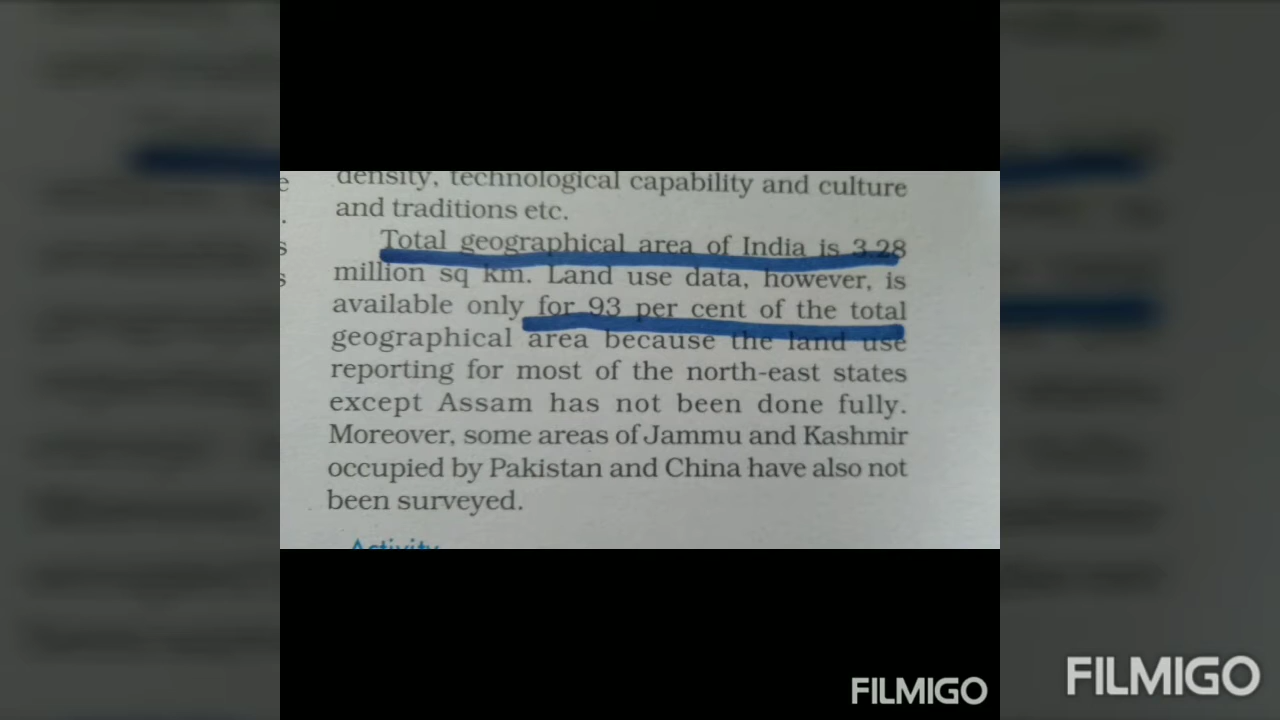 density, technological capability and culture
and traditions etc.
Total geographical area of India is 3.28
million sq km. Land use data, however, is
available only for 93 per cent of the total
geographical area because the land use
reporting for most of the north-east states
except Assam has not been done fully.
Moreover, some areas of Jammu and Kashmir
occupied by Pakistan and China have also not
been surveyed.
Activity
FILMIGO
FILMIGO